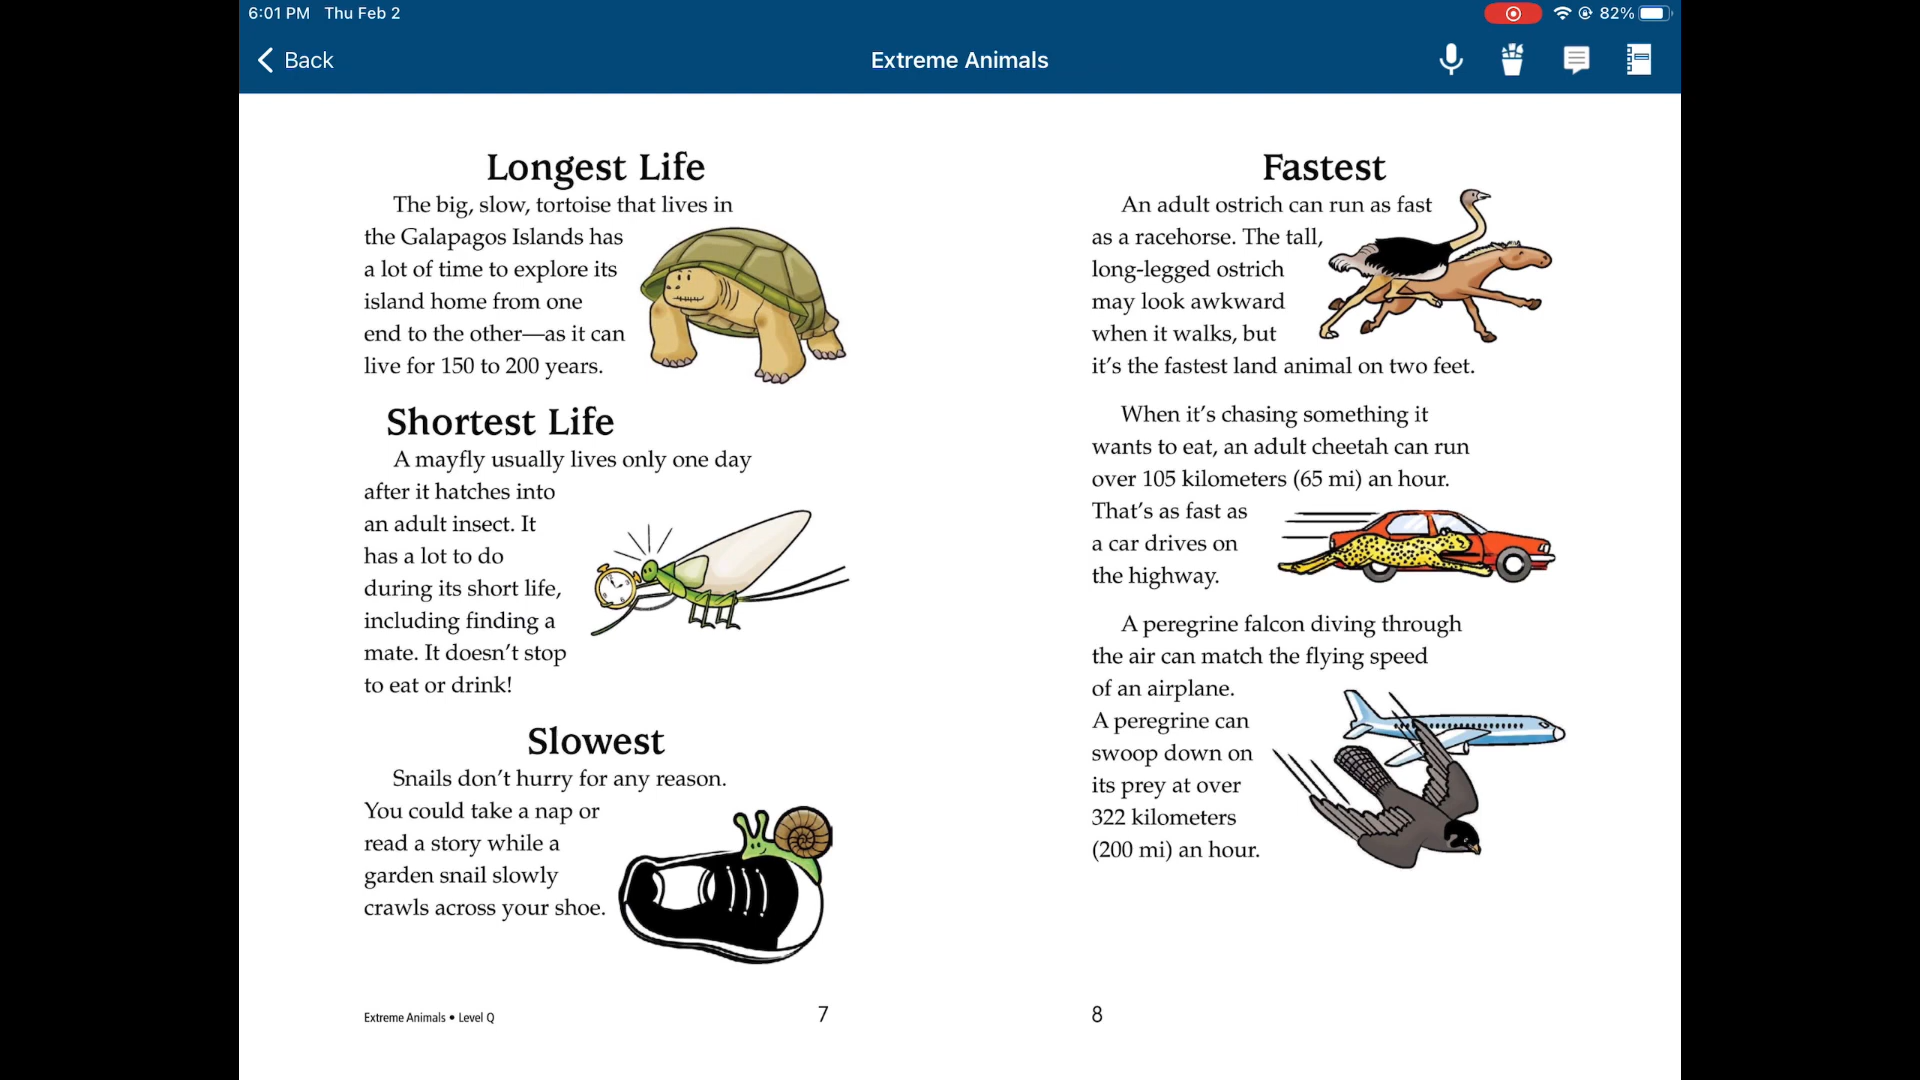 6:01 PM Thu Feb 2
82%
Back
Extreme Animals
Longest Life
The big, slow, tortoise that lives in
the Galapagos Islands has
a lot of time to explore its
island home from one
end to the other—as it can
live for 150 to 200 years.
Shortest Life
A mayfly usually lives only one day
after it hatches into
an adult insect. It
has a lot to do
during its short life,
including finding a
mate. It doesn’t stop
to eat or drink!
Slowest
Snails don’t hurry for any reason.
You could take a nap or
read a story while a
garden snail slowly
crawls across your shoe.
Extreme Animals • Level Q
7
Fastest
An adult ostrich can run as fast
as a racehorse. The tall,
long-legged ostrich
may look awkward
when it walks, but
it’s the fastest land animal on two feet.
When it’s chasing something it
wants to eat, an adult cheetah can run
over 105 kilometers (65 mi) an hour.
That’s as fast as
a car drives on
the highway.
A peregrine falcon diving through
the air can match the flying speed
of an airplane.
A peregrine can
swoop down on
its prey at over
322 kilometers
(200 mi) an hour.
8